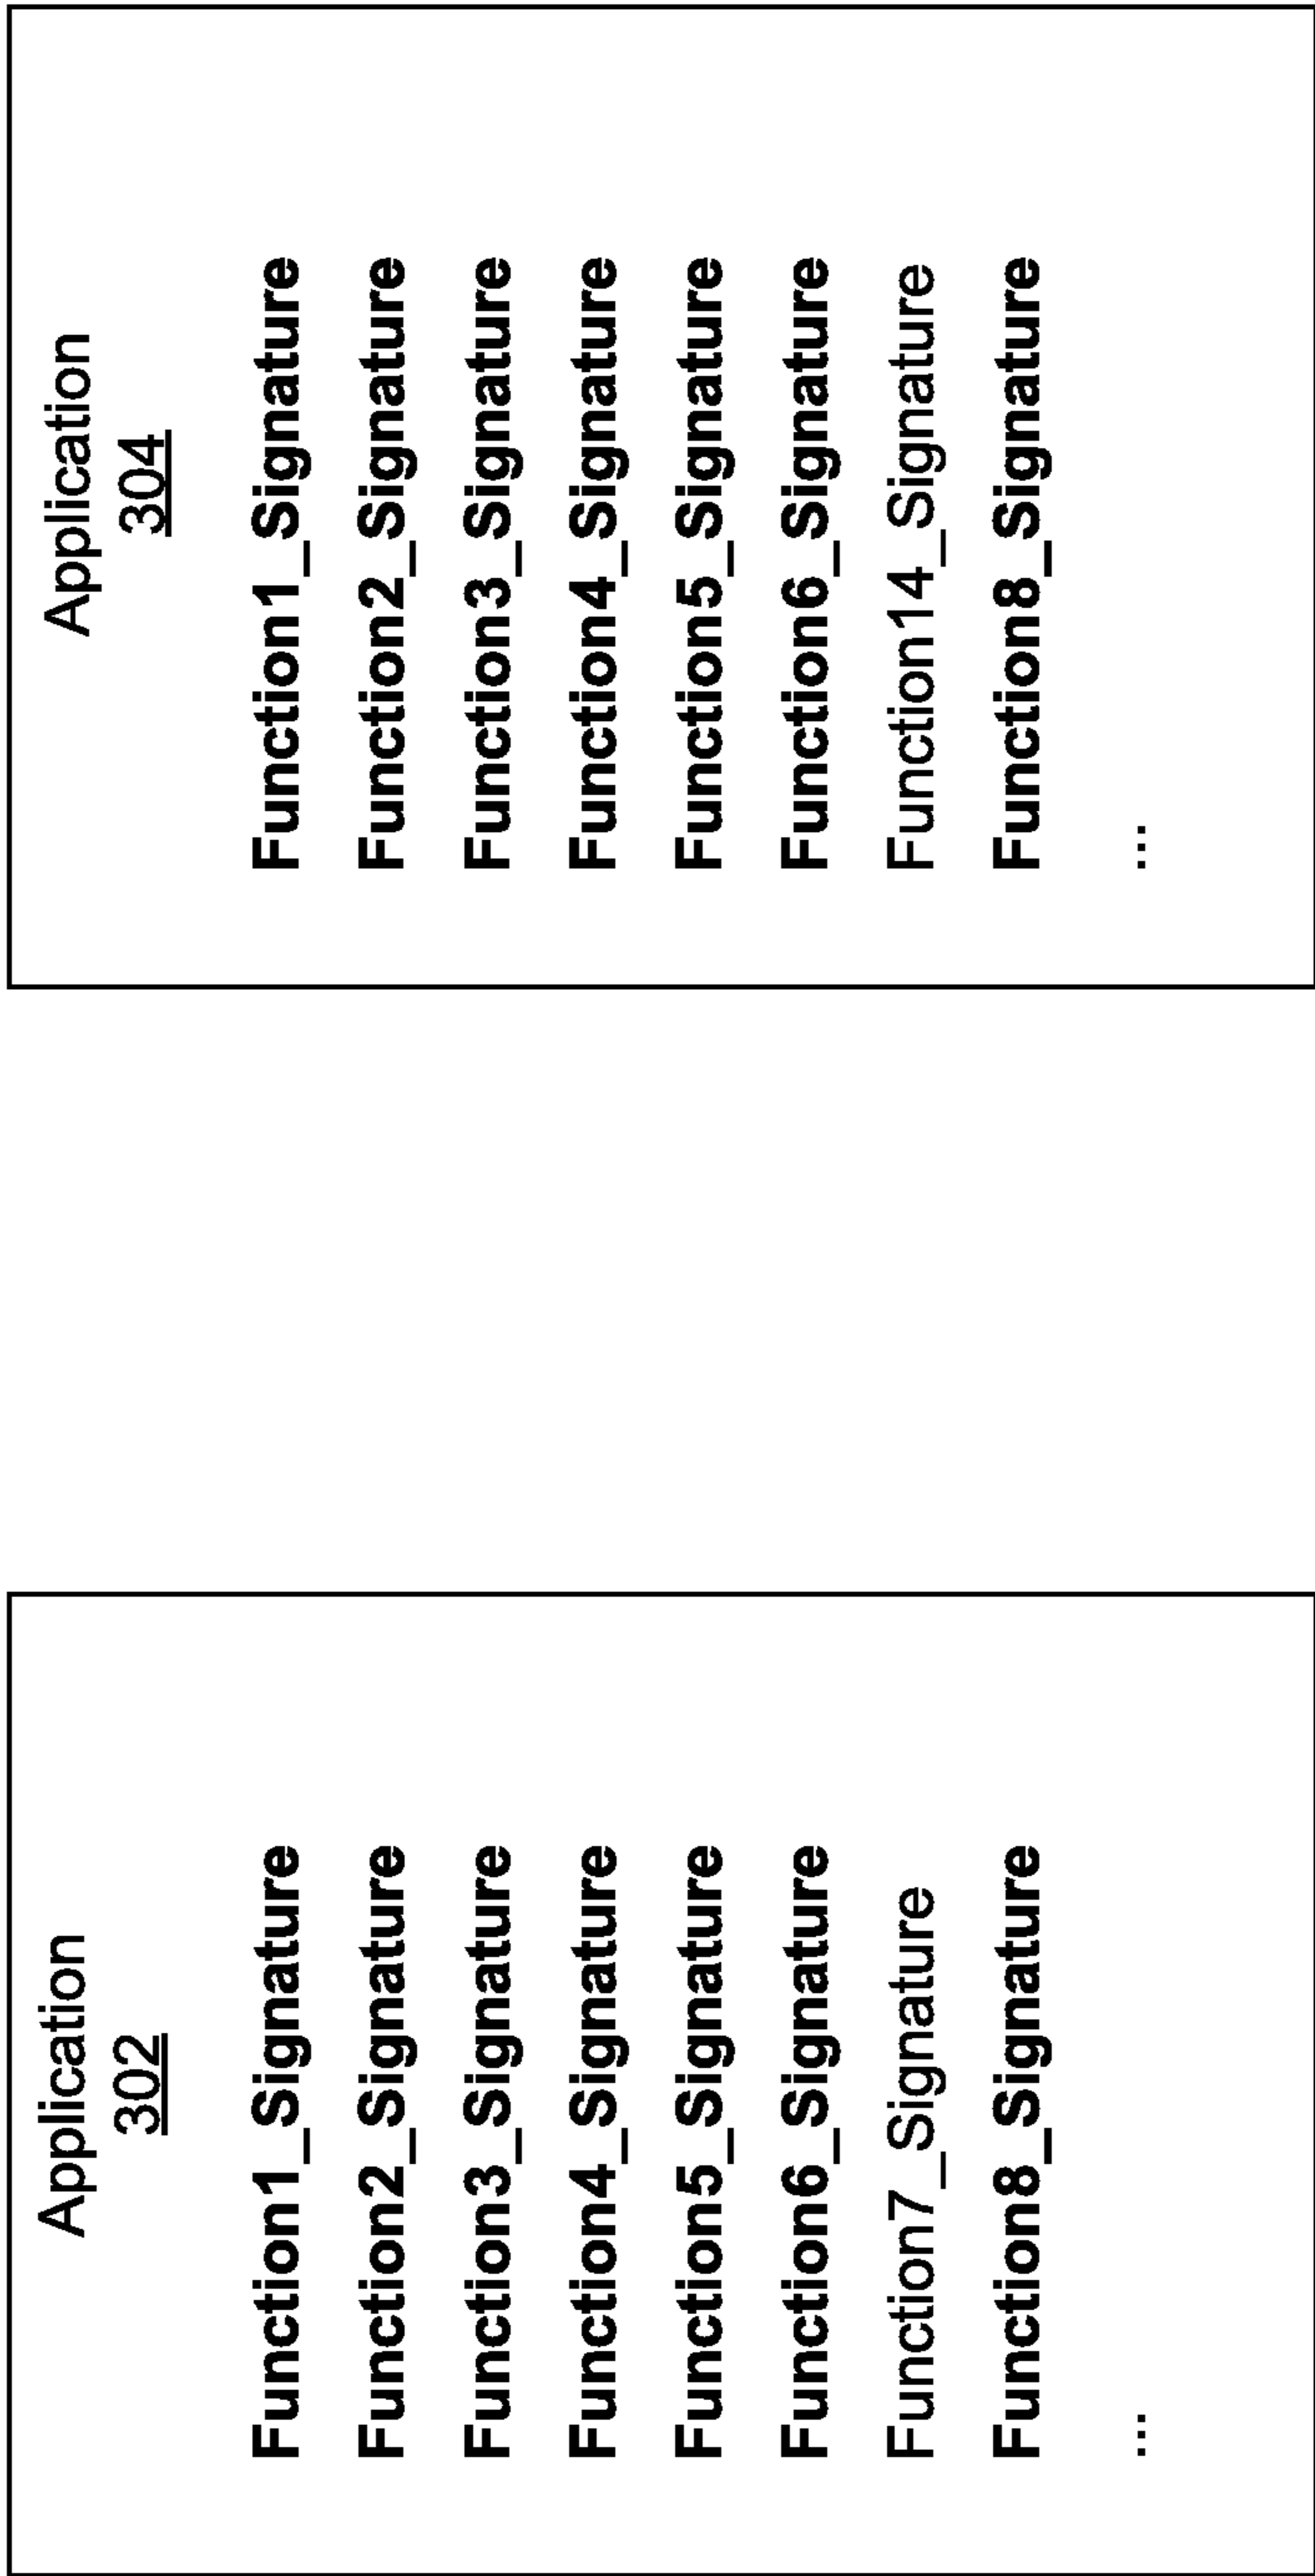 Application
302
Function1_Signature
Function2_Signature
Function3_Signature
Function4_Signature
Function5_Signature
Function6_Signature
Function7_Signature
Function8_Signature
...
Application
304
Function1_Signature
Function2_Signature
Function3_Signature
Function4_Signature
Function5_Signature
Function6_Signature
Function14_Signature
Function8_Signature
...